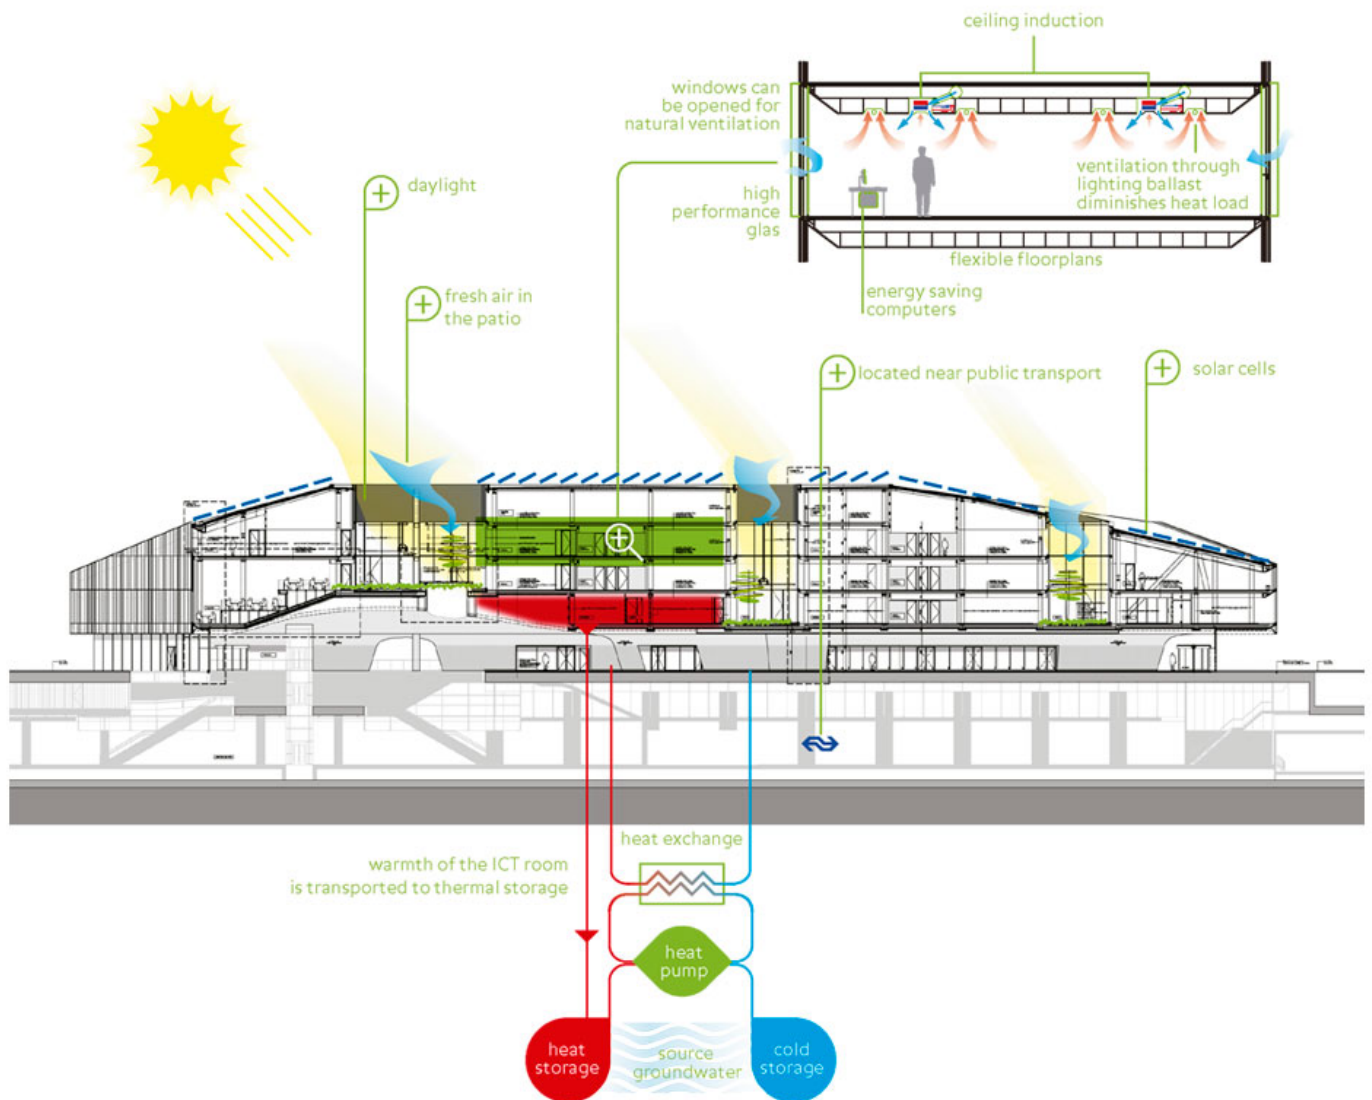 ceiling induction
windows can
be opened for
natural ventilation
high
performance
glas
ventilation through
lighting ballast
diminishes heat load
flexible floorplans
energy saving
computers
daylight
fresh air in
the patio
located near public transport
solar cells
heat exchange
warmth of the ICT room
is transported to thermal storage
heat
pump
heat
storage
source
groundwater
cold
storage